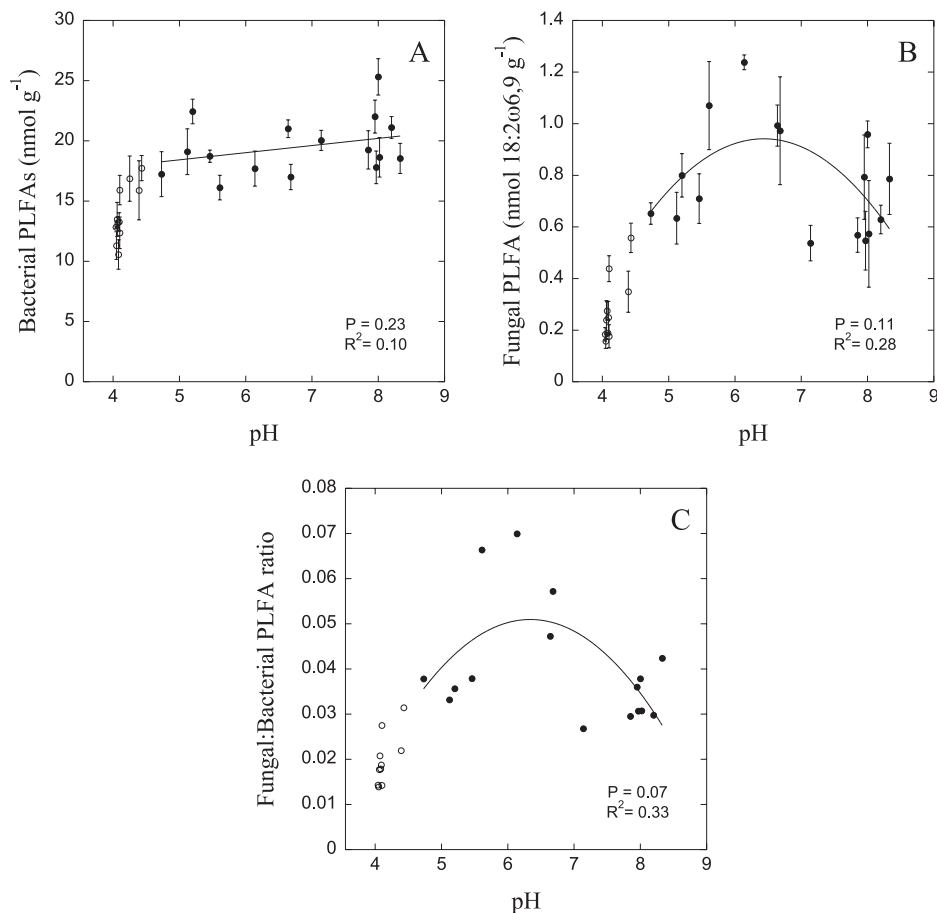 A
Bacterial PLFAs (nmol g⁻¹)
30
25
20
15
10
5
0
P = 0.23
R²= 0.10
4 5 6 7 8 9
pH
B
Fungal PLFA (nmol 18:2ω6,9 g⁻¹)
1.4
1.2
1.0
0.8
0.6
0.4
0.2
0
P = 0.11
R²= 0.28
4 5 6 7 8 9
pH
C
Fungal:Bacterial PLFA ratio
0.08
0.07
0.06
0.05
0.04
0.03
0.02
0.01
0
P = 0.07
R²= 0.33
4 5 6 7 8 9
pH